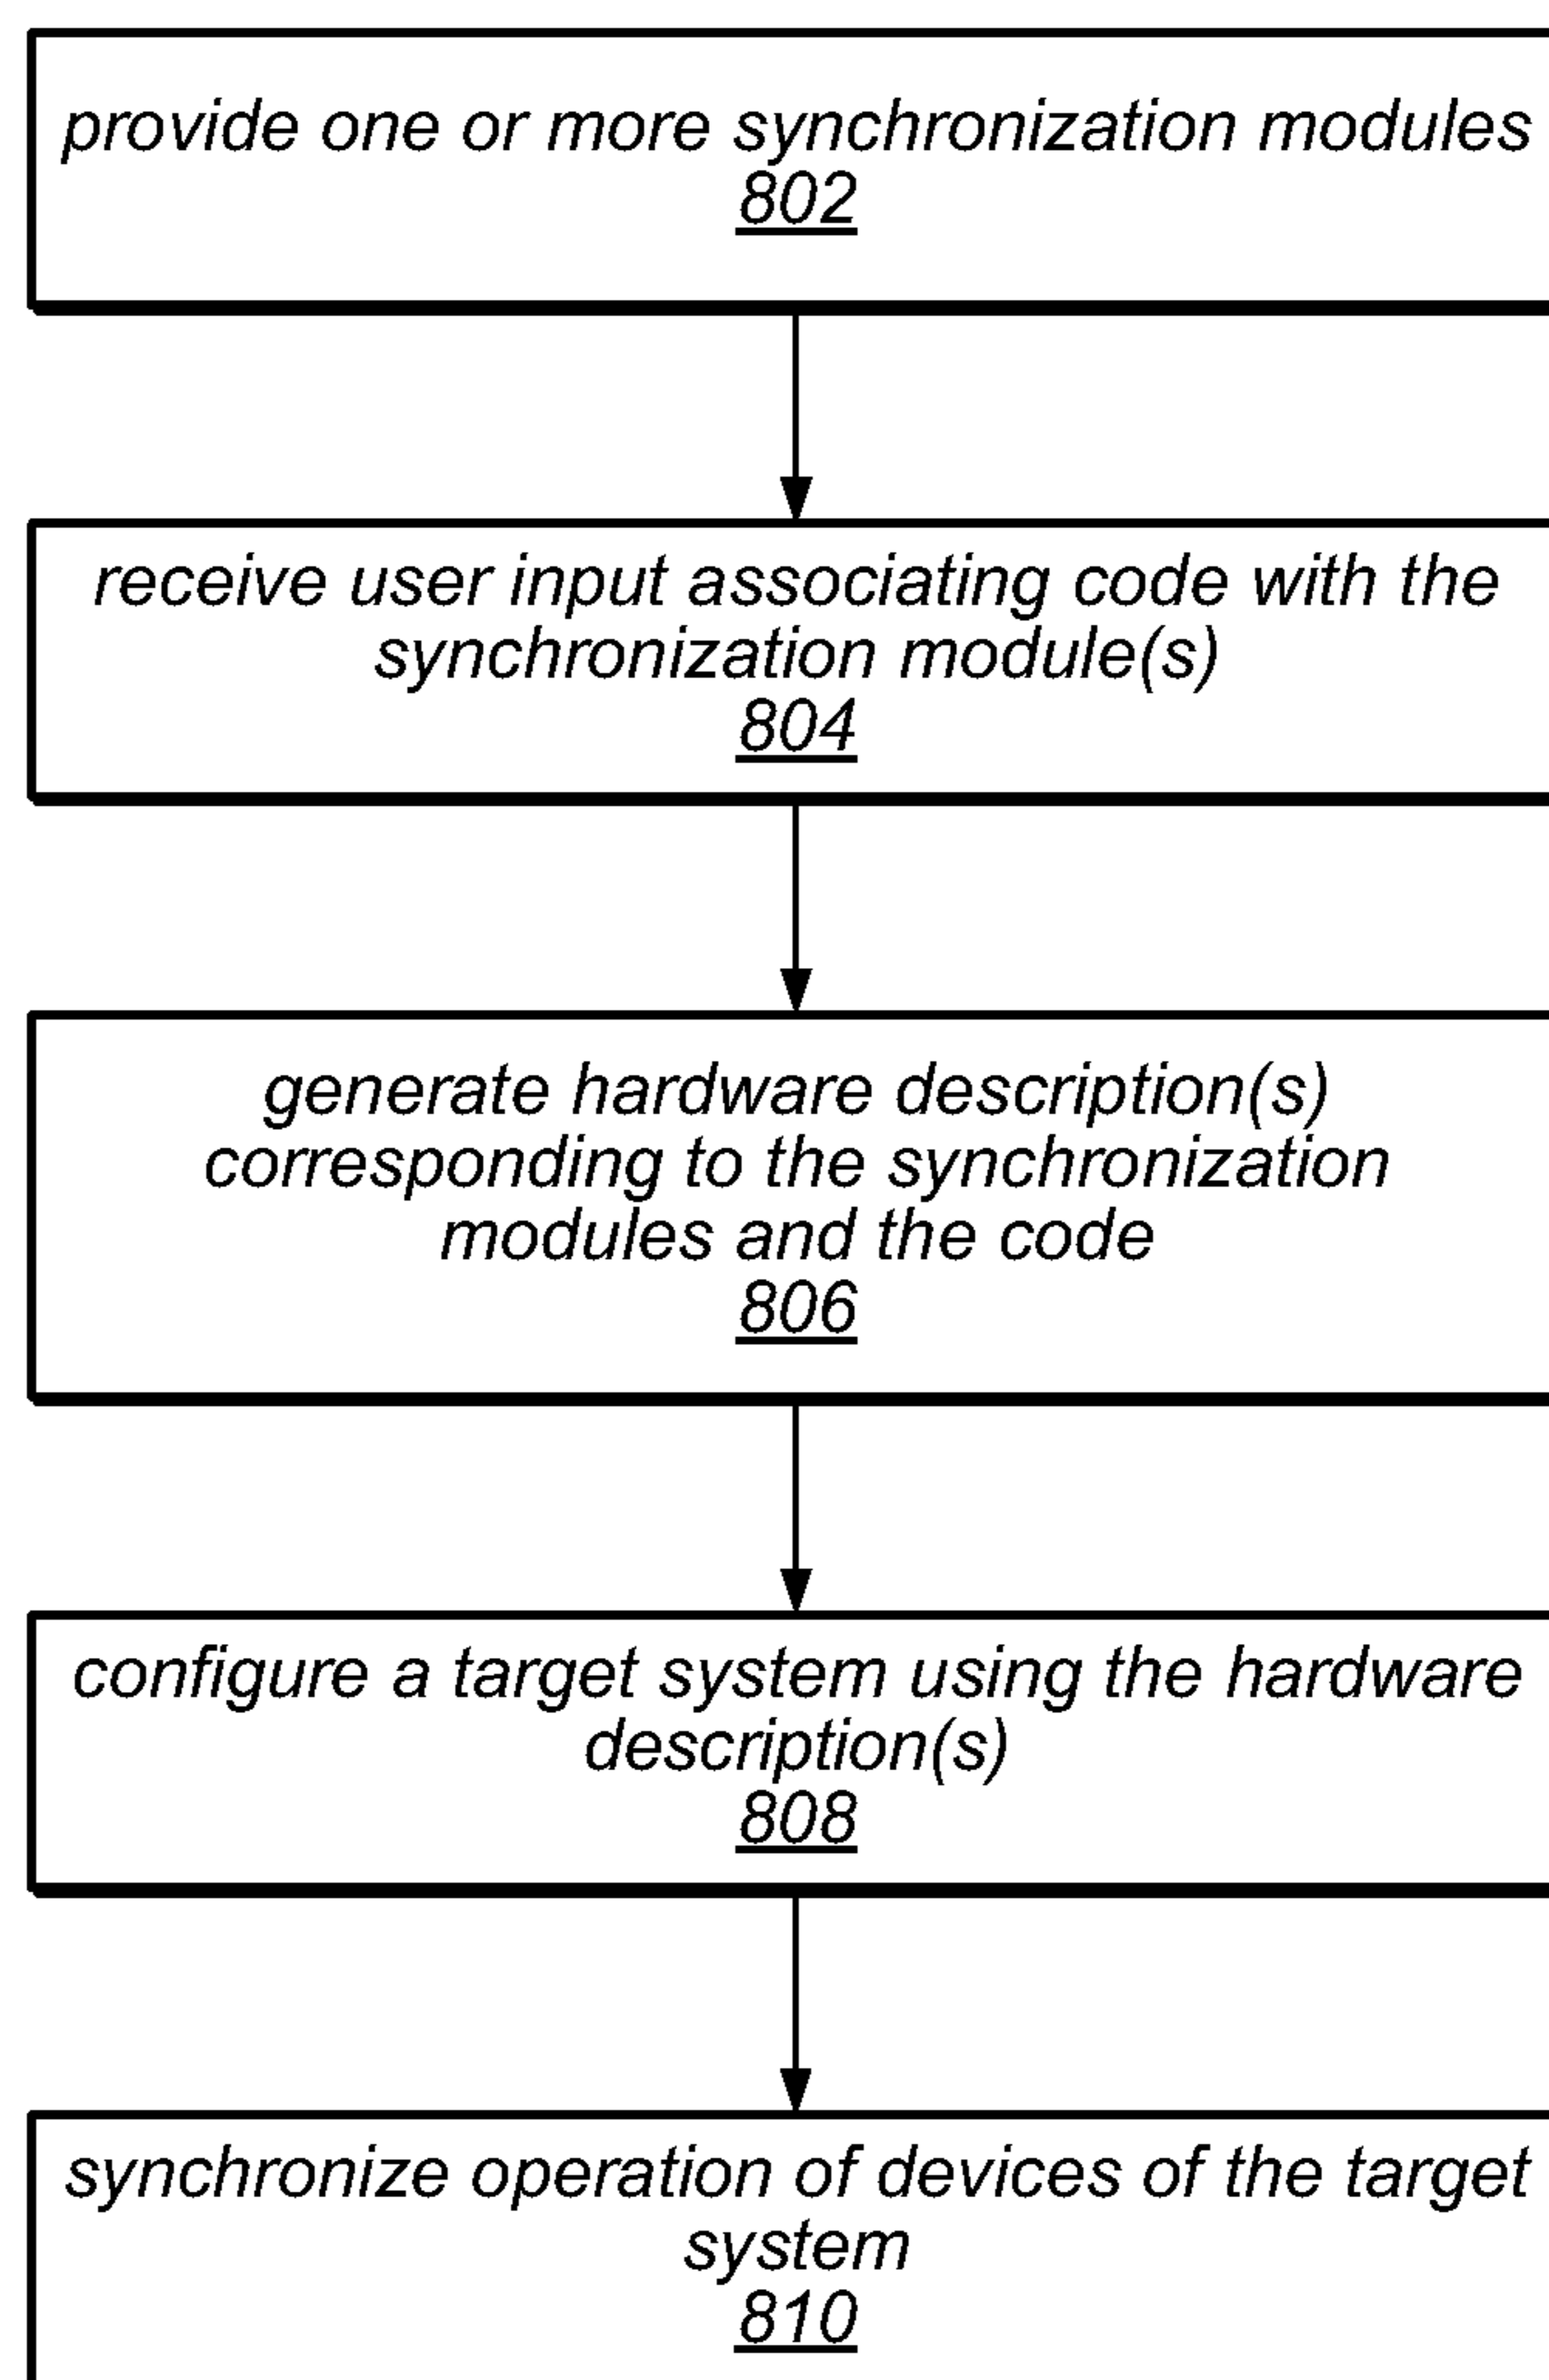 provide one or more synchronization modules
802
receive user input associating code with the
synchronization module(s)
804
generate hardware description(s)
corresponding to the synchronization
modules and the code
806
configure a target system using the hardware
description(s)
808
synchronize operation of devices of the target
system
810